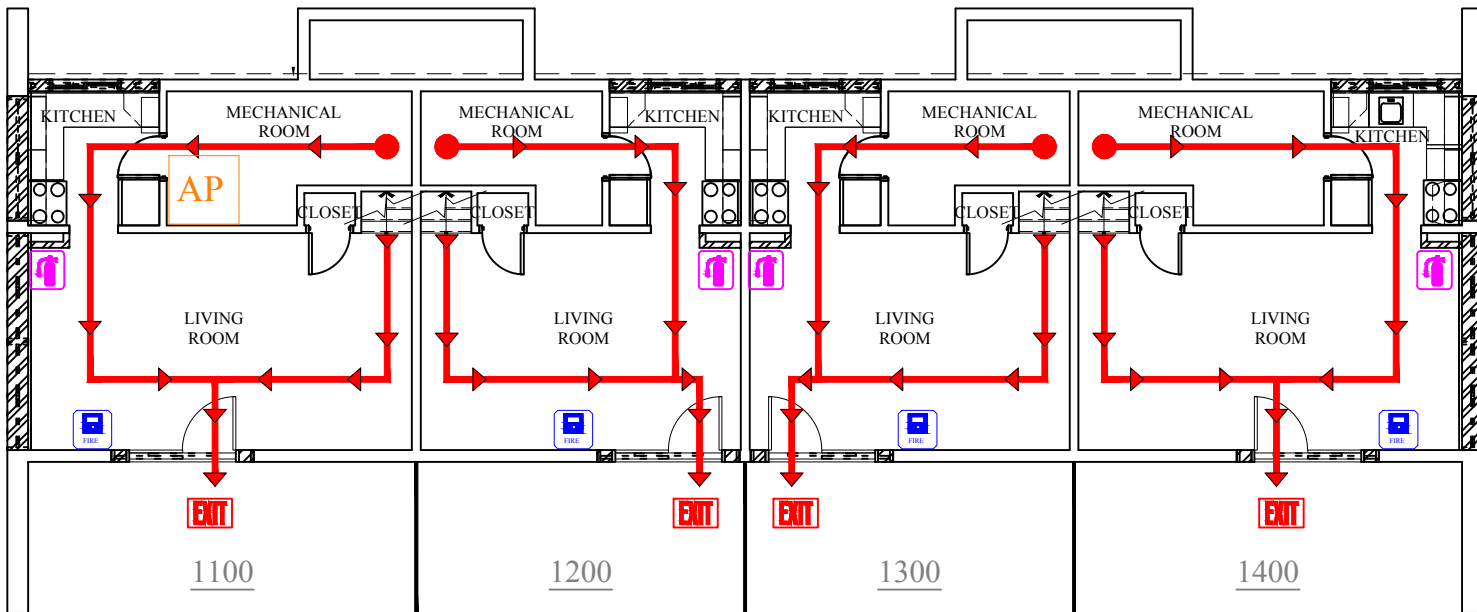 MECHANICAL
ROOM
MECHANICAL
ROOM
MECHANICAL
ROOM
MECHANICAL
ROOM
KITCHEN
KITCHEN
KITCHEN
KITCHEN
AP
CLOSET
CLOSET
CLOSET
CLOSET
LIVING
ROOM
LIVING
ROOM
LIVING
ROOM
LIVING
ROOM
FIRE
FIRE
FIRE
FIRE
EXIT
EXIT
EXIT
EXIT
1100
1200
1300
1400